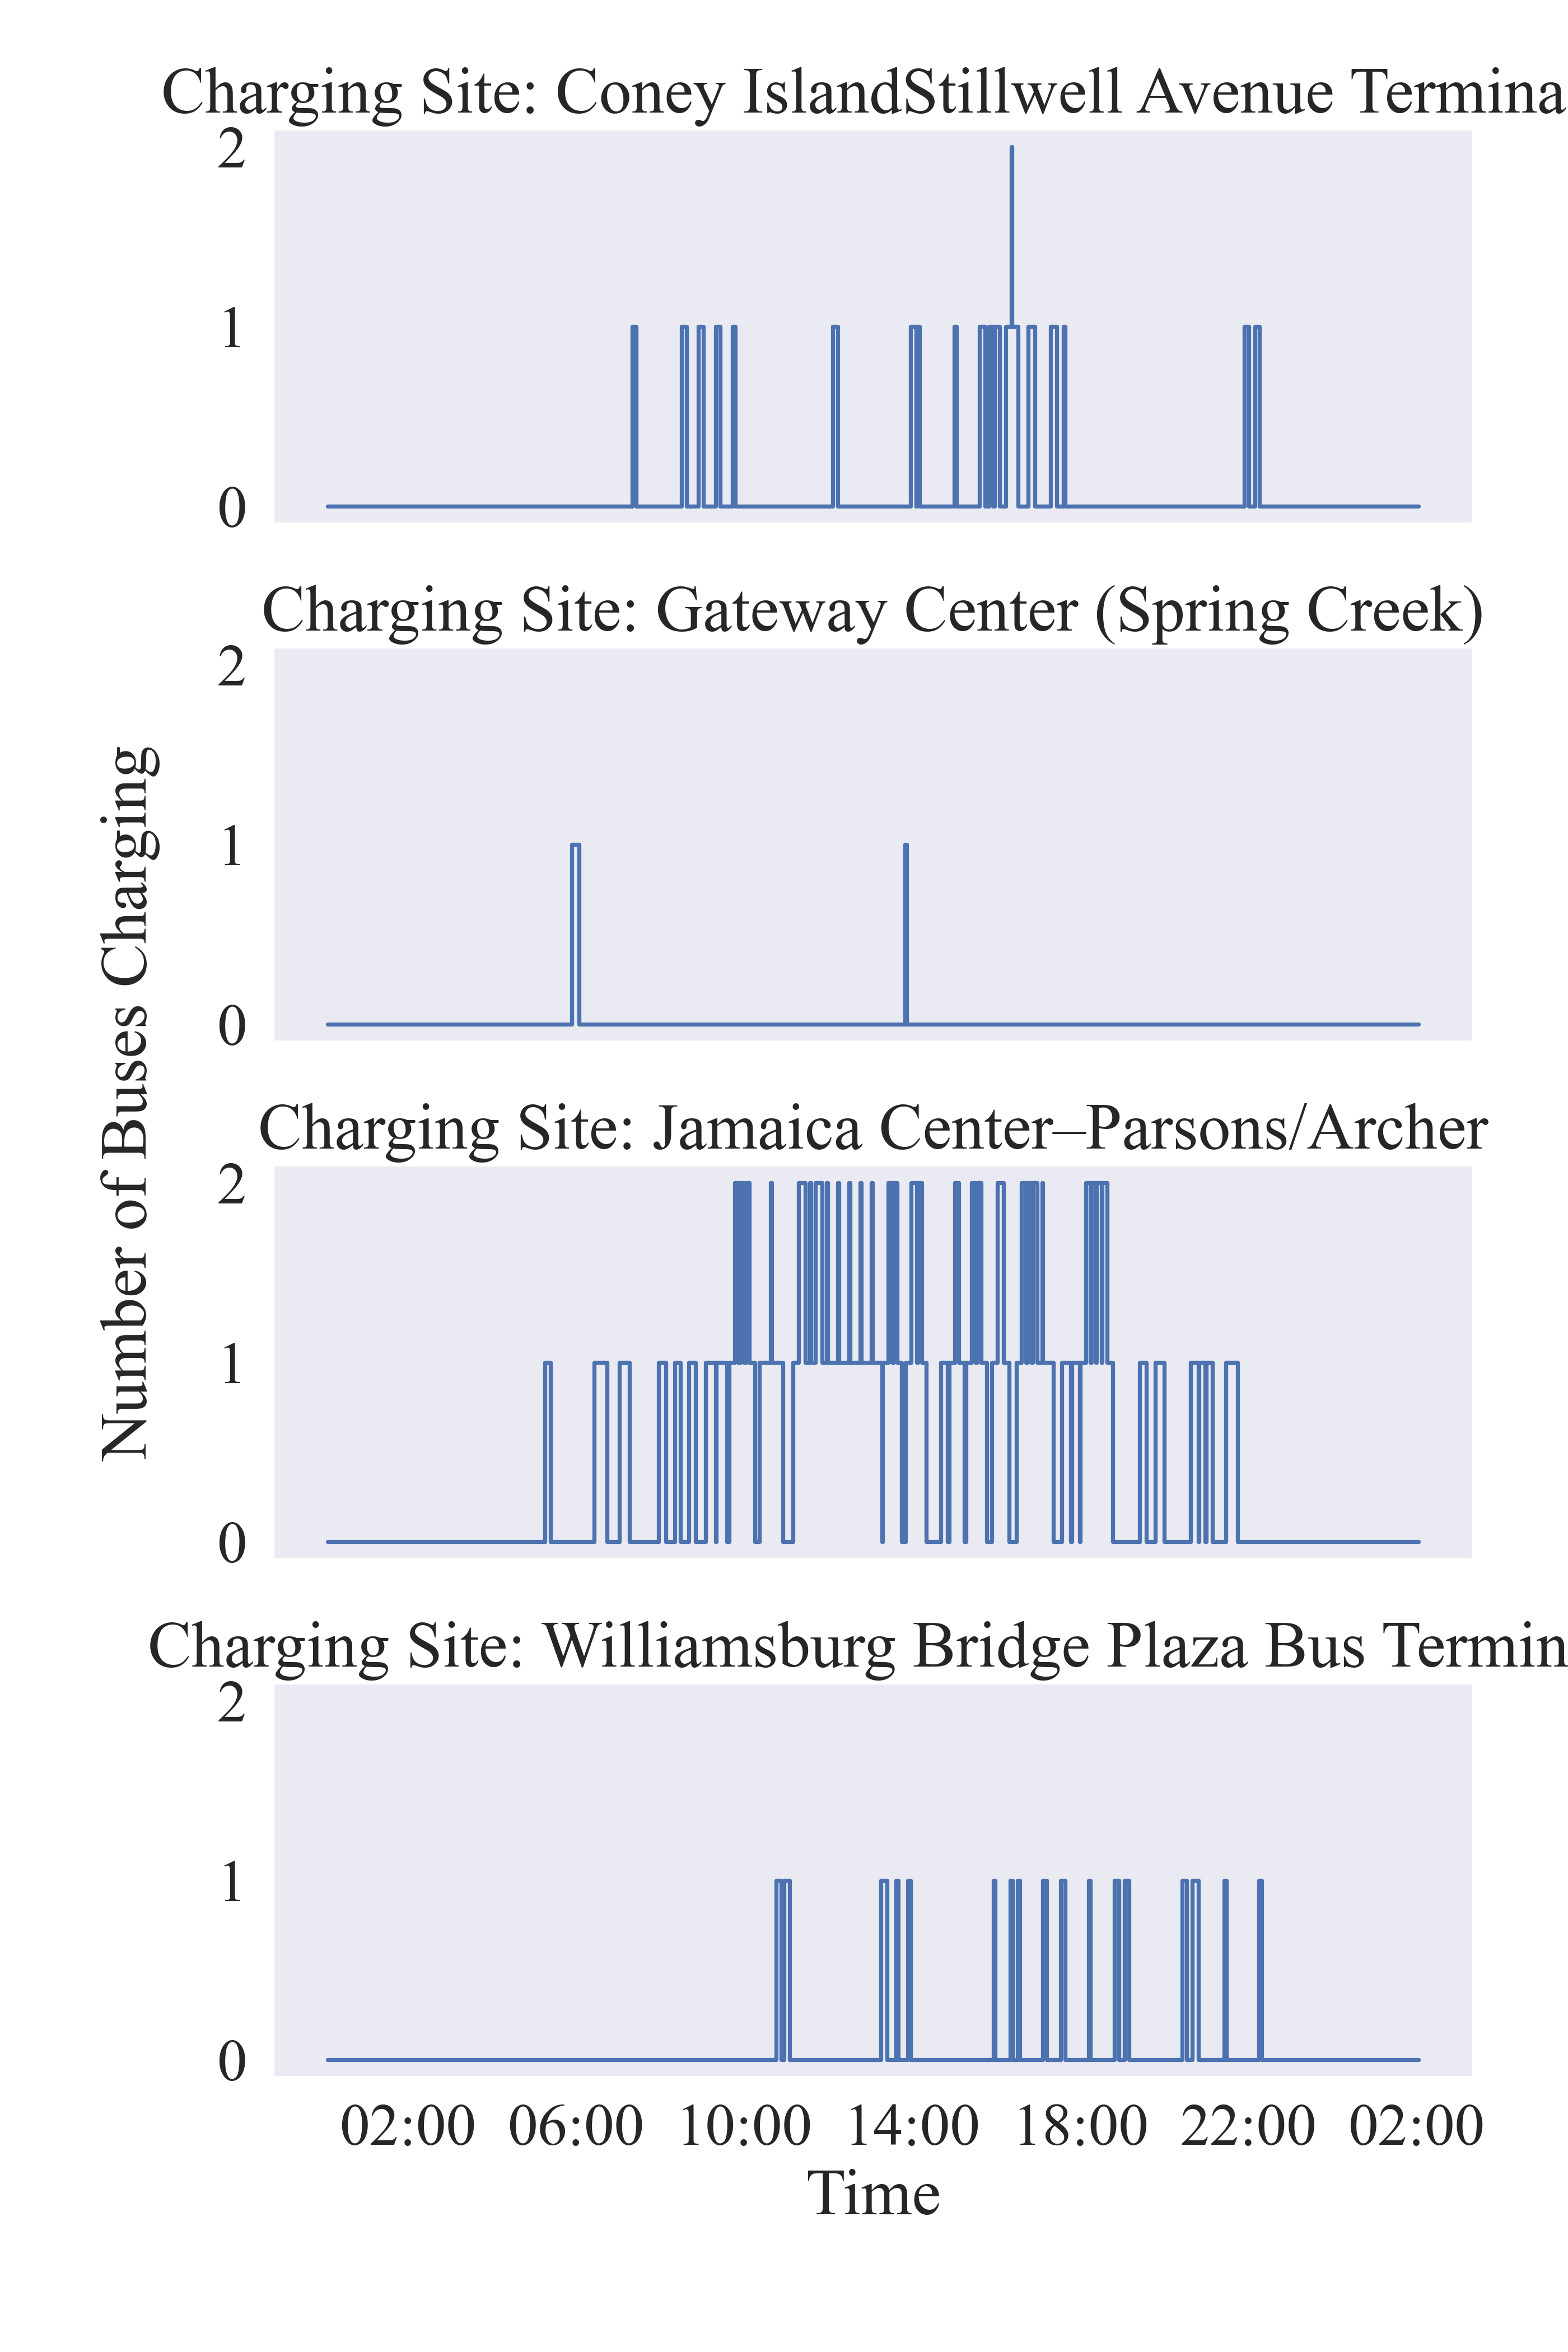 Charging Site: Coney IslandStillwell Avenue Termina
2
1
0
Charging Site: Gateway Center (Spring Creek)
2
1
0
Number of Buses Charging
Charging Site: Jamaica Center–Parsons/Archer
2
1
0
Charging Site: Williamsburg Bridge Plaza Bus Termin
2
1
0
02:00 06:00 10:00 14:00 18:00 22:00 02:00
Time